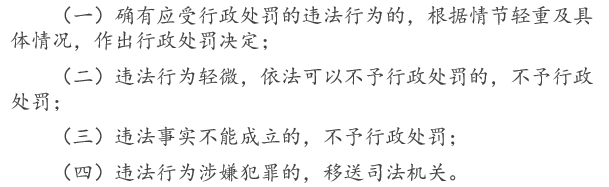 （一）确有应受行政处罚的违法行为的，根据情节轻重及具
体情况，作出行政处罚决定；
（二）违法行为轻微，依法可以不予行政处罚的，不予行政
处罚；
（三）违法事实不能成立的，不予行政处罚；
（四）违法行为涉嫌犯罪的，移送司法机关。